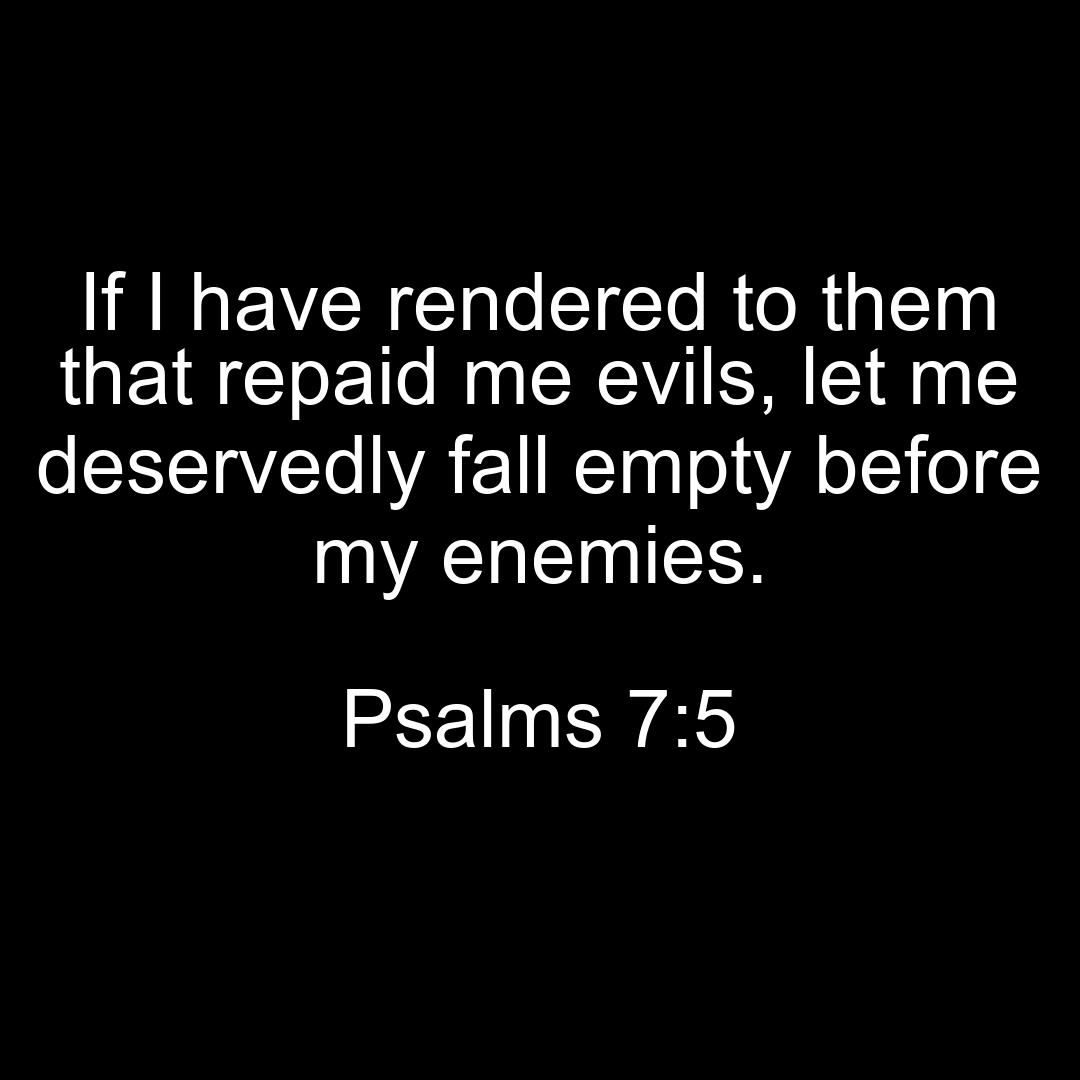 If I have rendered to them
that repaid me evils, let me
deservedly fall empty before
my enemies.
Psalms 7:5